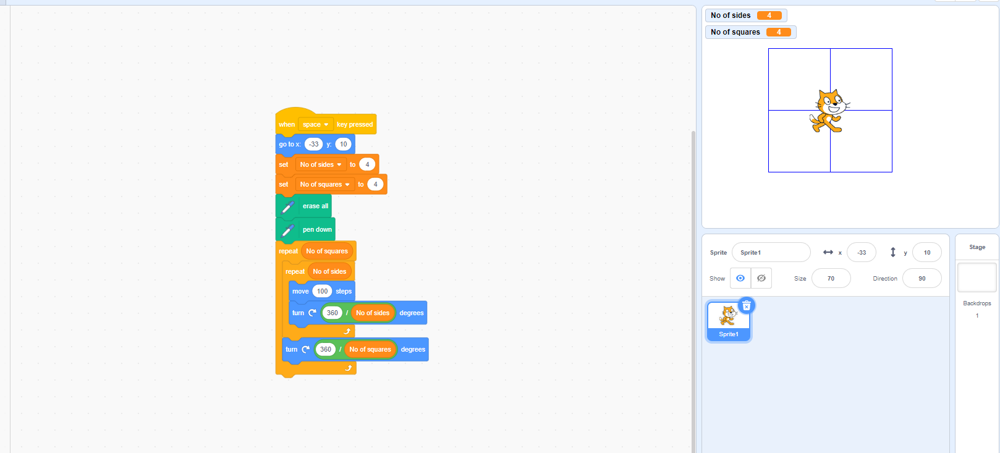 when space key pressed
go to x: -33 y: 10
set No of sides to 4
set No of squares to 4
erase all
pen down
repeat No of squares
repeat No of sides
move 100 steps
turn 360 / No of sides degrees
turn 360 / No of squares degrees
No of sides 4
No of squares 4
Sprite Sprite1 x -33 y 10
Show Size 70 Direction 90
Sprite1
Stage
Backdrops
1